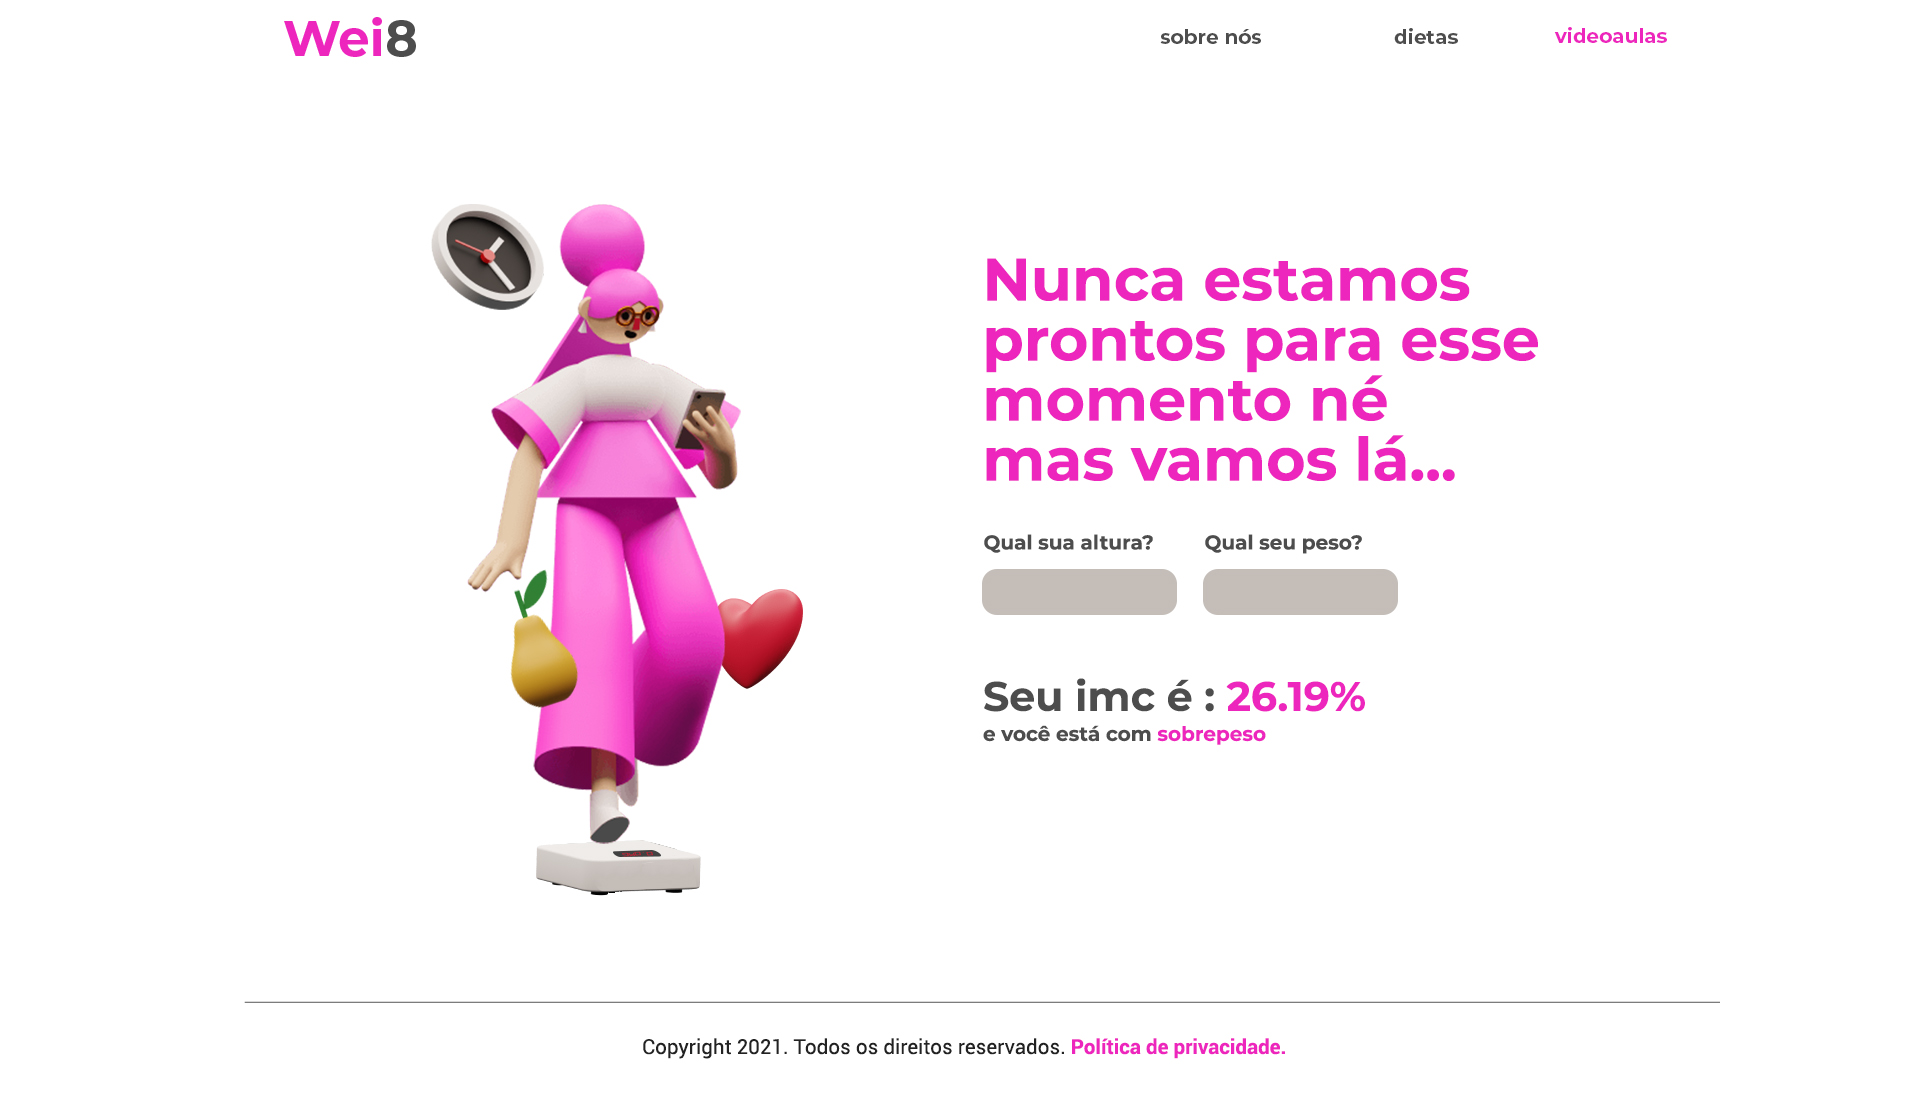 Wei8
sobre nós
dietas
videoaulas
Nunca estamos
prontos para esse
momento né
mas vamos lá...
Qual sua altura?
Qual seu peso?
Seu imc é : 26.19%
e você está com sobrepeso
Copyright 2021. Todos os direitos reservados. Política de privacidade.